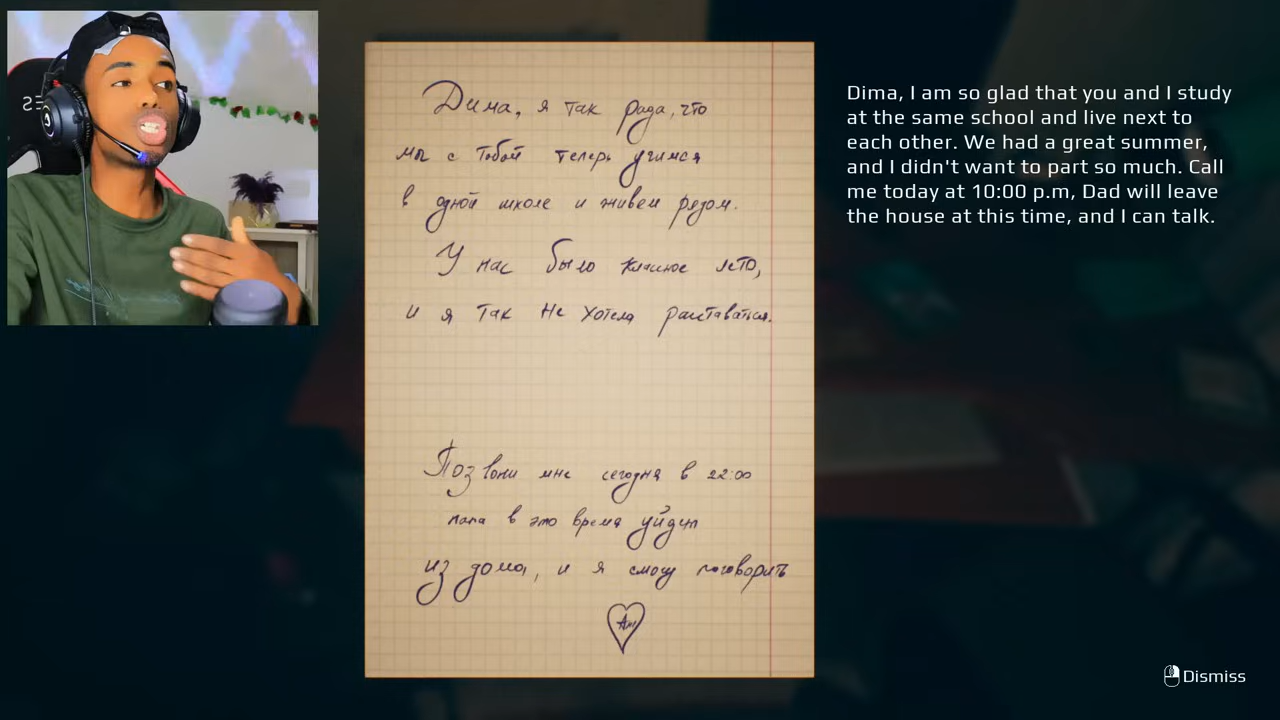 Дима, я так рада, что
мы с тобой теперь учимся
в одной школе и живем рядом.
У нас было классное лето,
и я так не хотела расставаться.
Позвони мне сегодня в 22:00
папа в это время уйдет
из дома, и я смогу поговорить
Dima, I am so glad that you and I study
at the same school and live next to
each other. We had a great summer,
and I didn't want to part so much. Call
me today at 10:00 p.m, Dad will leave
the house at this time, and I can talk.
Dismiss